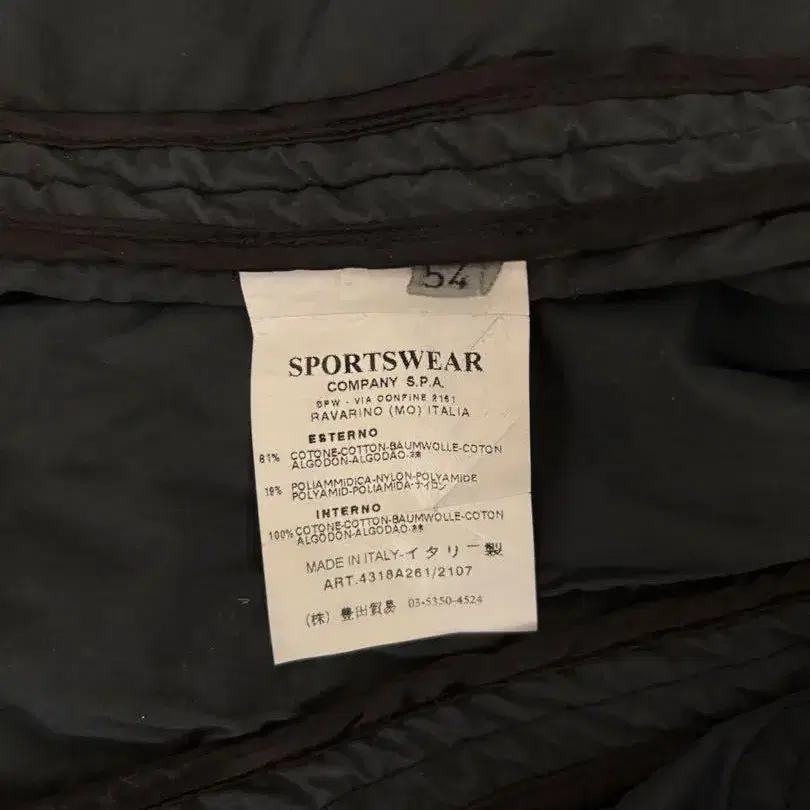 54
SPORTSWEAR
COMPANY S.P.A.
SPW - VIA CONFINE 2161
RAVARINO (MO) ITALIA
ESTERNO
81% COTONE-COTTON-BAUMWOLLE-COTON
ALGODON-ALGODAO-綿
19% POLIAMMIDICA-NYLON-POLYAMIDE
POLYAMID-POLIAMIDA-ナイロン
INTERNO
100% COTONE-COTTON-BAUMWOLLE-COTON
ALGODON-ALGODAO-綿
MADE IN ITALY-イタリー製
ART.4318A261/2107
(株) 豊田貿易 03-5350-4524